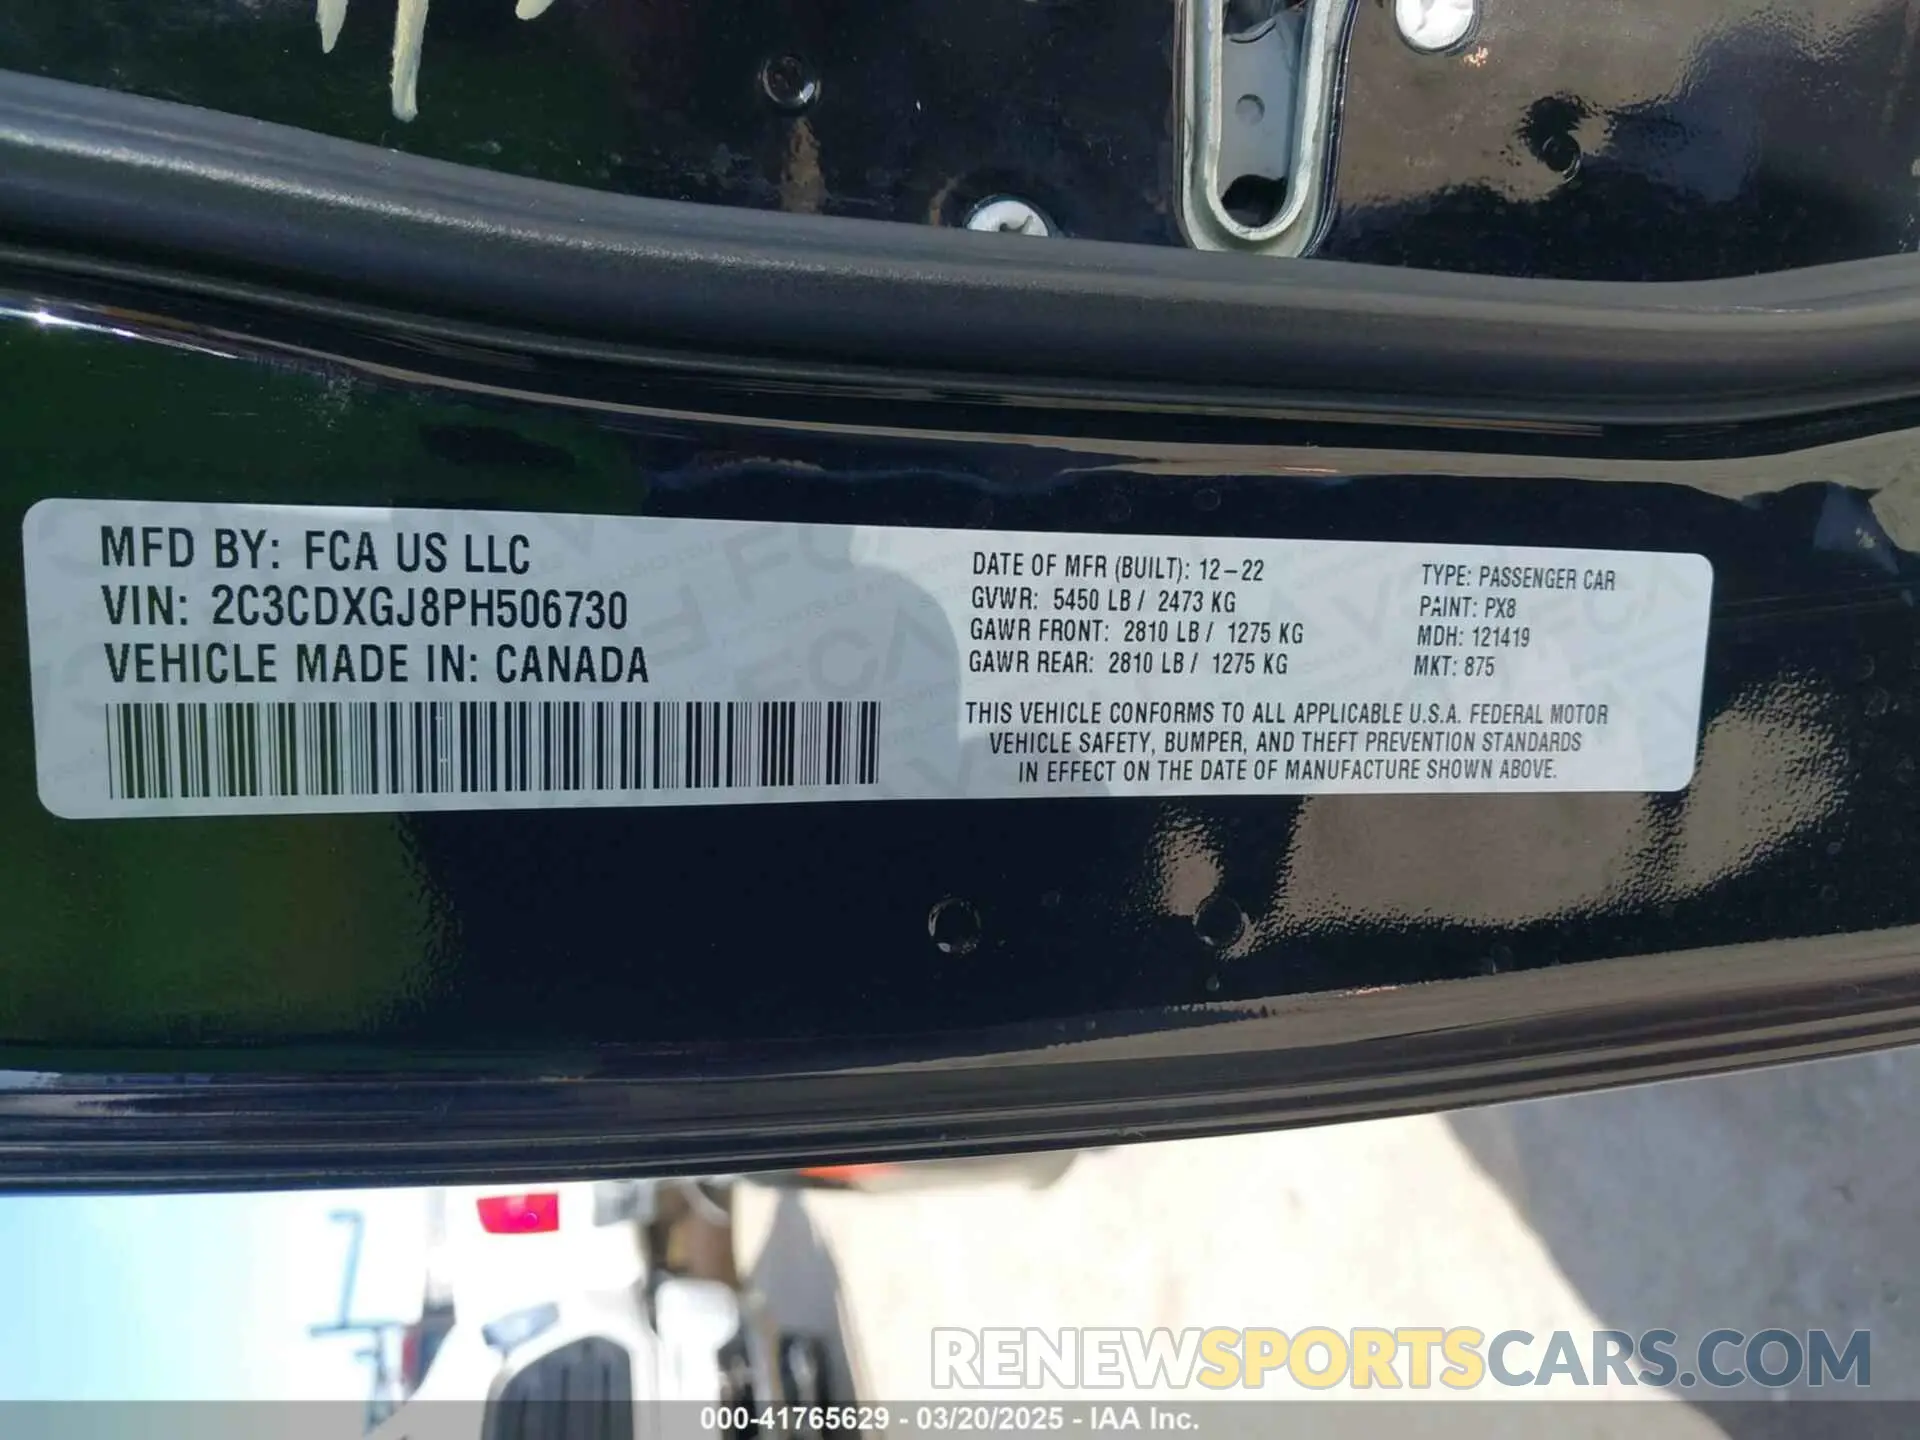 MFD BY: FCA US LLC
VIN: 2C3CDXGJ8PH506730
VEHICLE MADE IN: CANADA
DATE OF MFR (BUILT): 12-22
GVWR: 5450 LB / 2473 KG
GAWR FRONT: 2810 LB / 1275 KG
GAWR REAR: 2810 LB / 1275 KG
TYPE: PASSENGER CAR
PAINT: PX8
MDH: 121419
MKT: 875
THIS VEHICLE CONFORMS TO ALL APPLICABLE U.S.A. FEDERAL MOTOR
VEHICLE SAFETY, BUMPER, AND THEFT PREVENTION STANDARDS
IN EFFECT ON THE DATE OF MANUFACTURE SHOWN ABOVE.
RENEWSPORTSCARS.COM
000-41765629 - 03/20/2025 - IAA Inc.